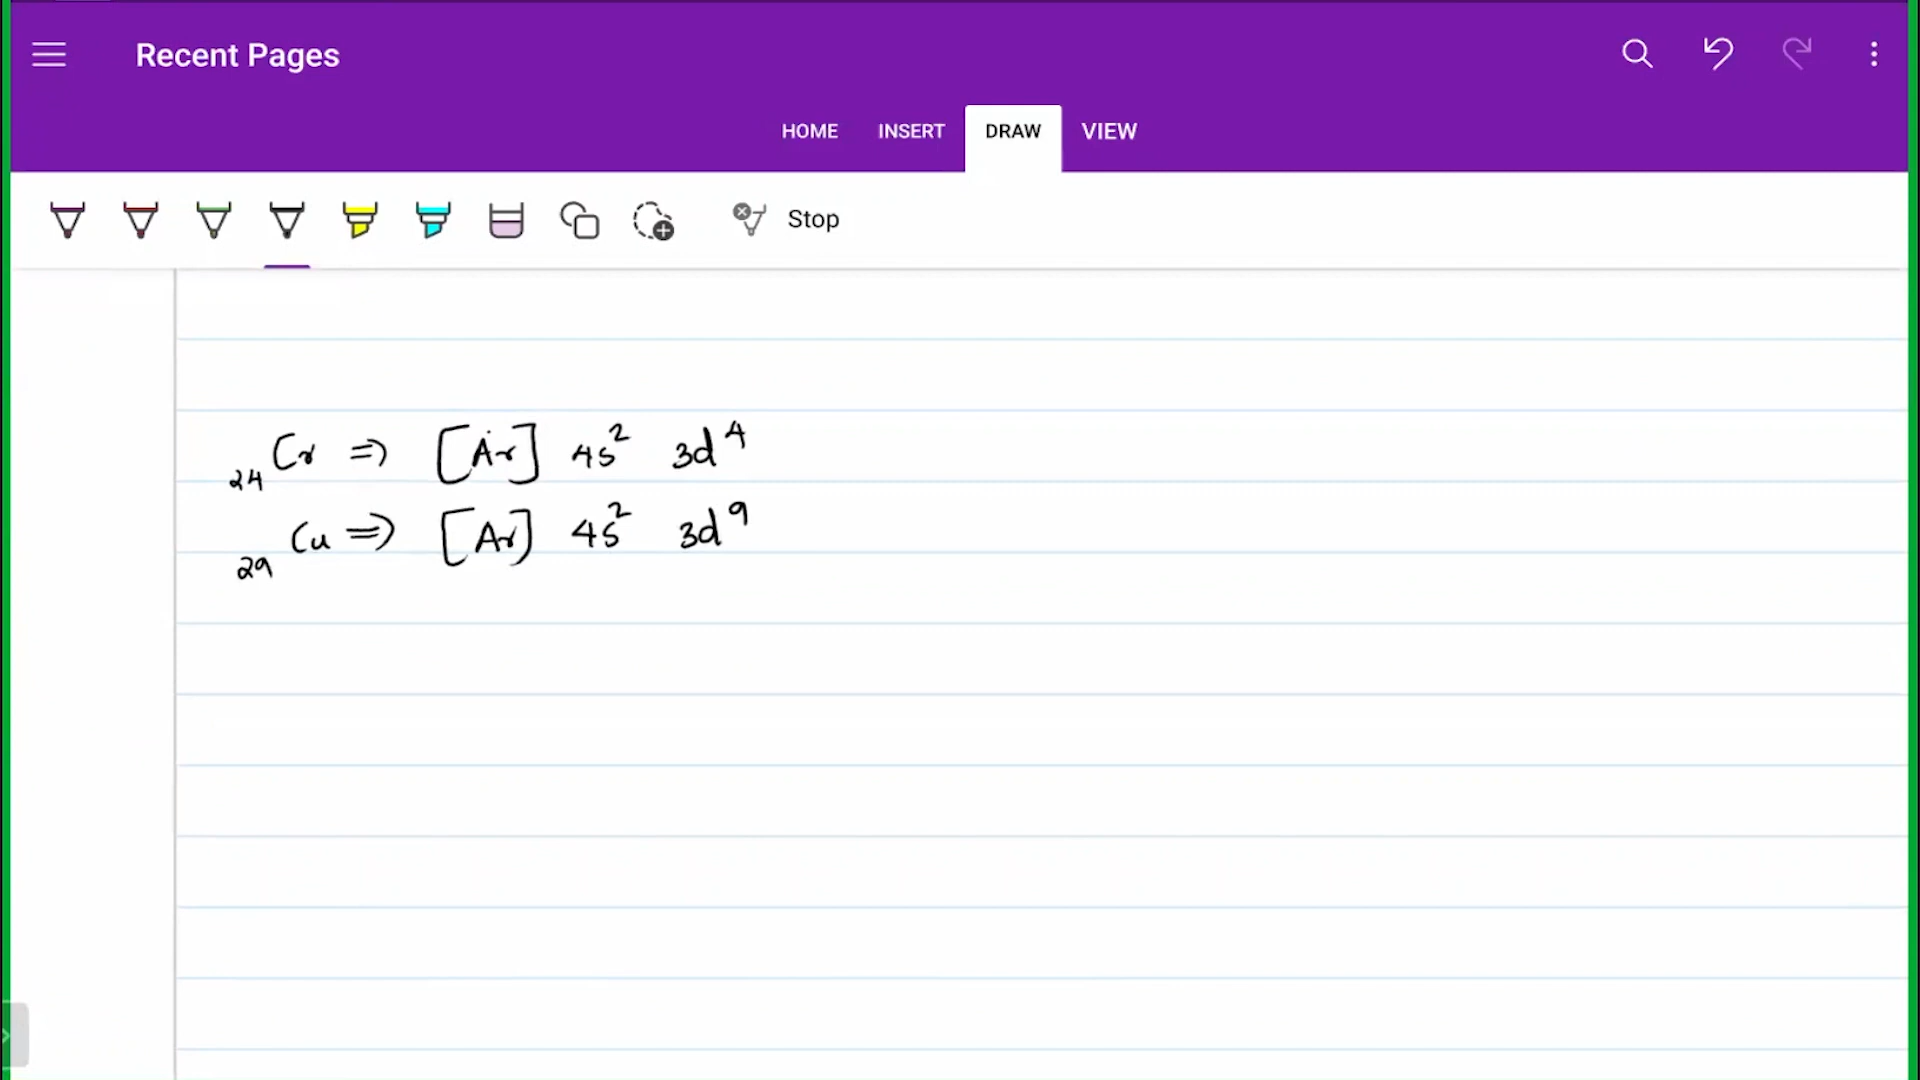 Recent Pages
HOME INSERT DRAW VIEW
Stop
₂₄Cr ⇒ [Ar] 4s² 3d⁴
₂₉Cu ⇒ [Ar] 4s² 3d⁹